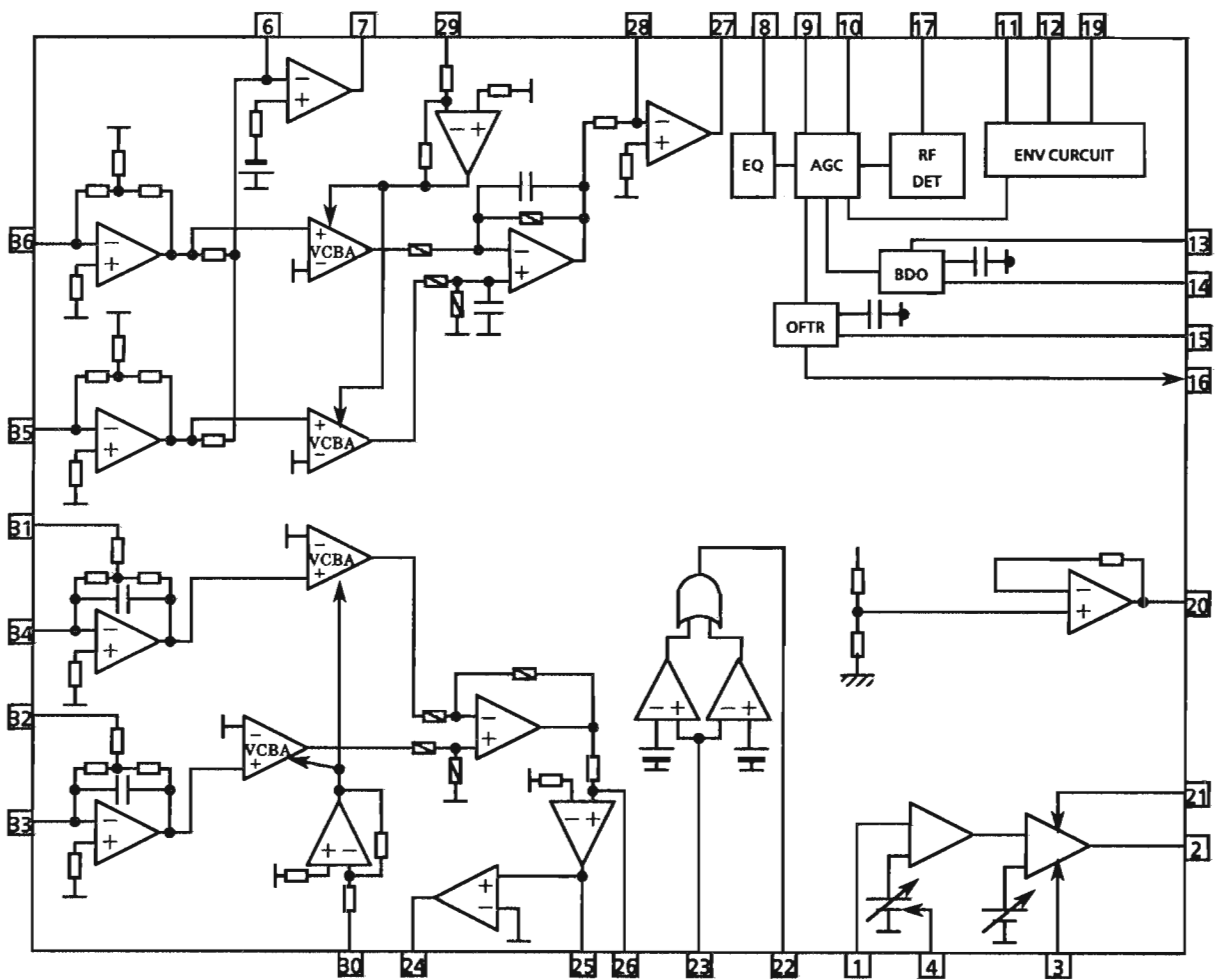 6 7 29 28 27 8 9 10 17 11 12 19
− +
− +
EQ AGC RF DET ENV CURCUIT
− +
36
− +
+ VCBA −
− +
13
BDO
14
OFTR
15
16
35
− +
+ VCBA −
31
− VCBA +
34
− +
− +
20
32
− VCBA +
− +
− + − +
33
− +
+ −
− +
21
2
+ −
30 24 25 26 23 22 1 4 3